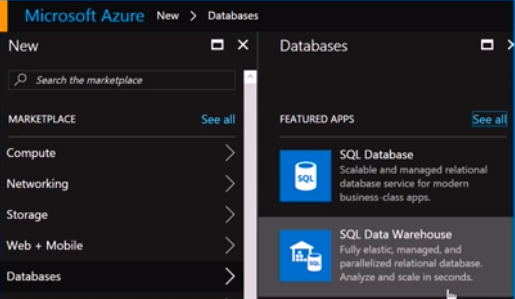 Microsoft Azure New > Databases
New
Databases
Search the marketplace
MARKETPLACE See all
Compute
Networking
Storage
Web + Mobile
Databases
FEATURED APPS See all
SQL
SQL Database
Scalable and managed relational
database service for modern
business-class apps.
SQL
SQL Data Warehouse
Fully elastic, managed, and
parallelized relational database.
Analyze and scale in seconds.